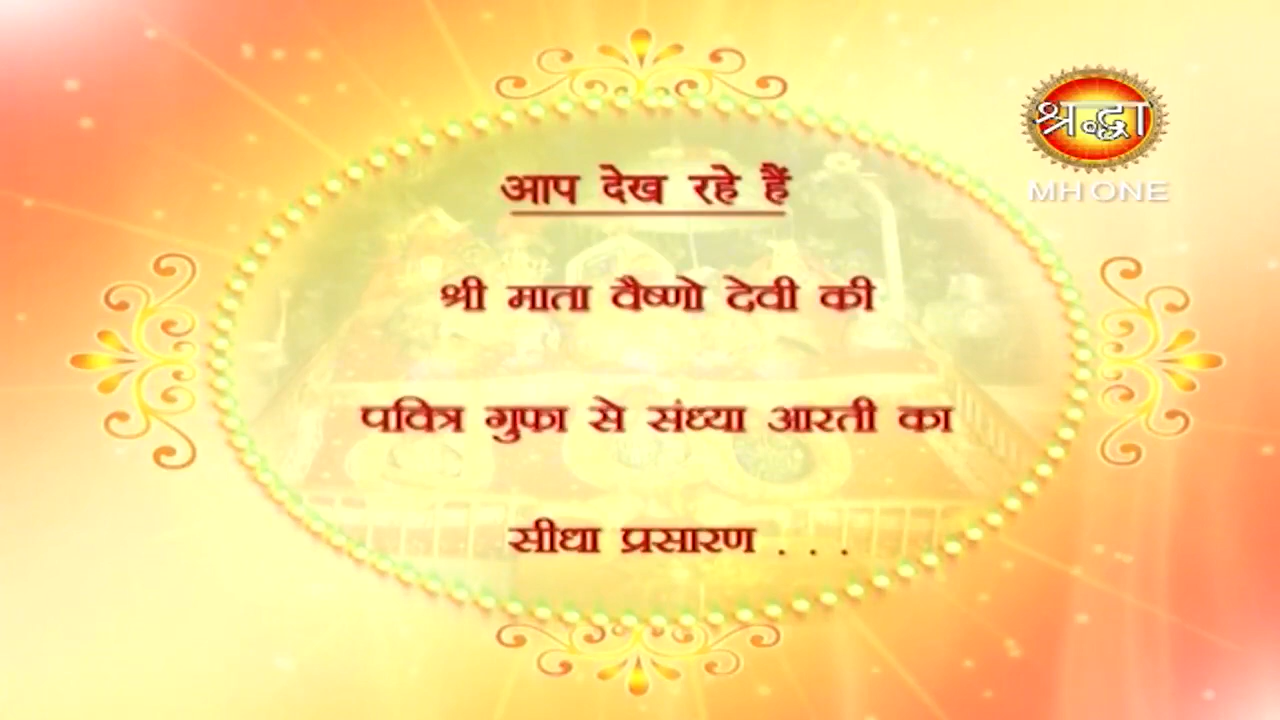 श्रद्धा
MH ONE
आप देख रहे हैं
श्री माता वैष्णो देवी की
पवित्र गुफा से संध्या आरती का
सीधा प्रसारण . . .